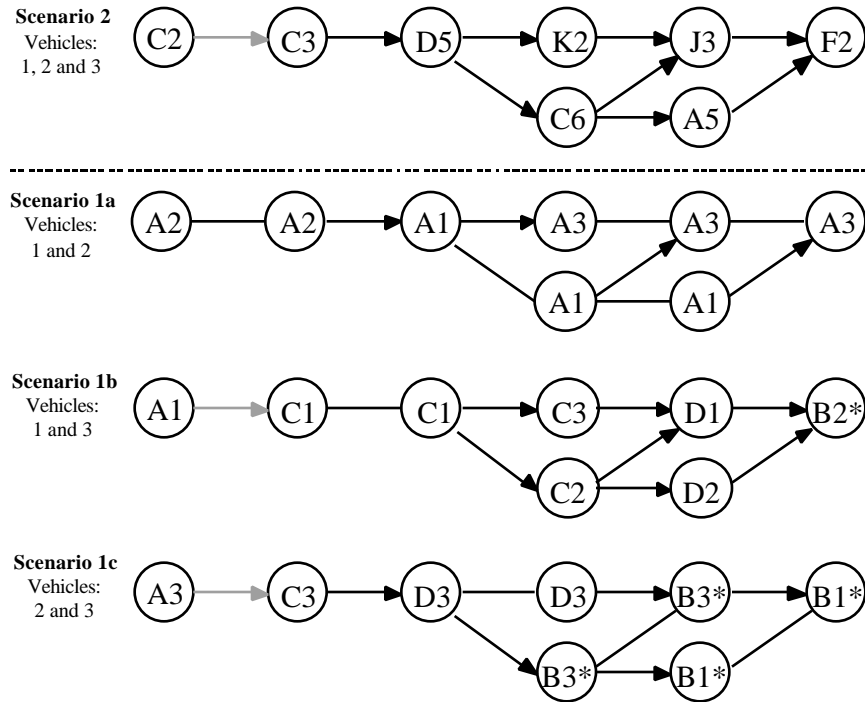 Scenario 2
Vehicles:
1, 2 and 3
C2 C3 D5 K2 J3 F2
C6 A5
Scenario 1a
Vehicles:
1 and 2
A2 A2 A1 A3 A3 A3
A1 A1
Scenario 1b
Vehicles:
1 and 3
A1 C1 C1 C3 D1 B2*
C2 D2
Scenario 1c
Vehicles:
2 and 3
A3 C3 D3 D3 B3* B1*
B3* B1*